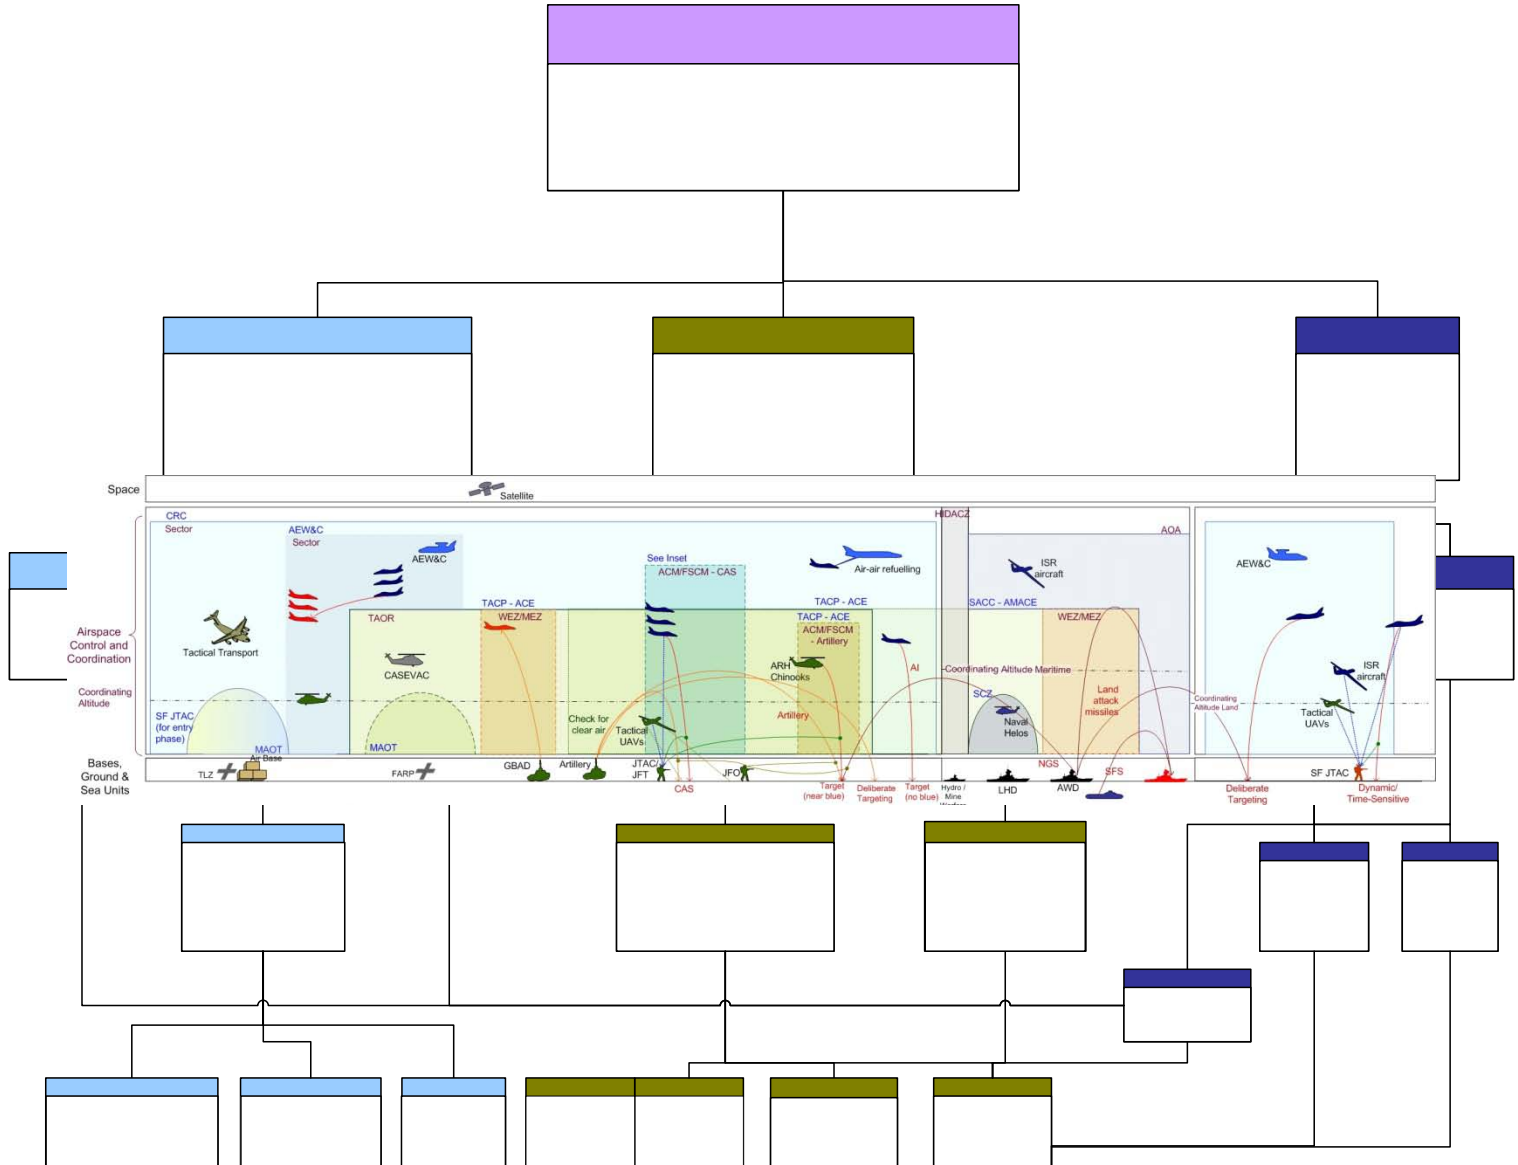 Space
Satellite
CRC
Sector
AEW&C
Sector
AEW&C
HIDACZ
AOA
See Inset
ACM/FSCM - CAS
Air-air refuelling
ISR
aircraft
AEW&C
TACP - ACE
TACP - ACE
SACC - AMACE
TAOR
WEZ/MEZ
TACP - ACE
WEZ/MEZ
ACM/FSCM
- Artillery
Airspace
Control and
Coordination
Tactical Transport
CASEVAC
ARH
Chinooks
AI
Coordinating Altitude Maritime
ISR
aircraft
Coordinating
Altitude
SCZ
Land
attack
missiles
Coordinating
Altitude Land
SF JTAC
(for entry
phase)
Check for
clear air
Artillery
Tactical
UAVs
Naval
Helos
Tactical
UAVs
MAOT
Air Base
MAOT
Bases,
Ground &
Sea Units
TLZ
FARP
GBAD
Artillery
JTAC/
JFT
JFO
NGS
SFS
SF JTAC
CAS
Target
(near blue)
Deliberate
Targeting
Target
(no blue)
Hydro /
Mine
Warfare
LHD
AWD
Deliberate
Targeting
Dynamic/
Time-Sensitive